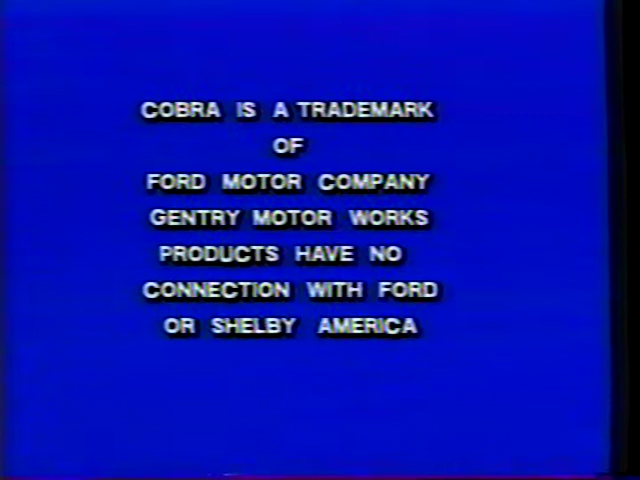 COBRA IS A TRADEMARK
OF
FORD MOTOR COMPANY
GENTRY MOTOR WORKS
PRODUCTS HAVE NO
CONNECTION WITH FORD
OR SHELBY AMERICA